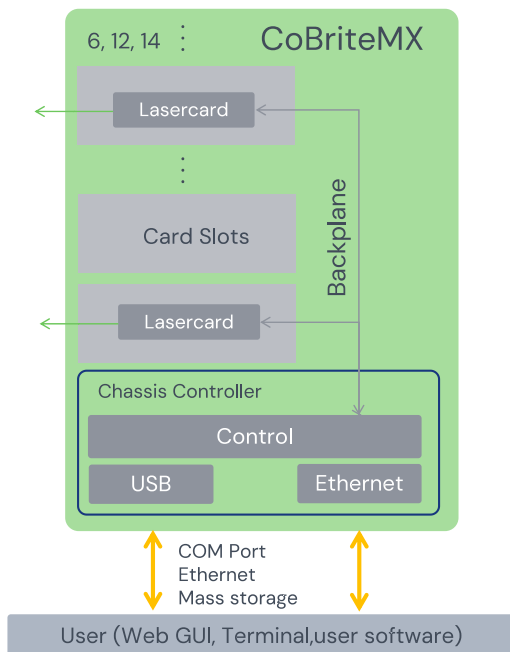 6, 12, 14
CoBriteMX
Lasercard
Card Slots
Backplane
Lasercard
Chassis Controller
Control
USB
Ethernet
COM Port
Ethernet
Mass storage
User (Web GUI, Terminal,user software)